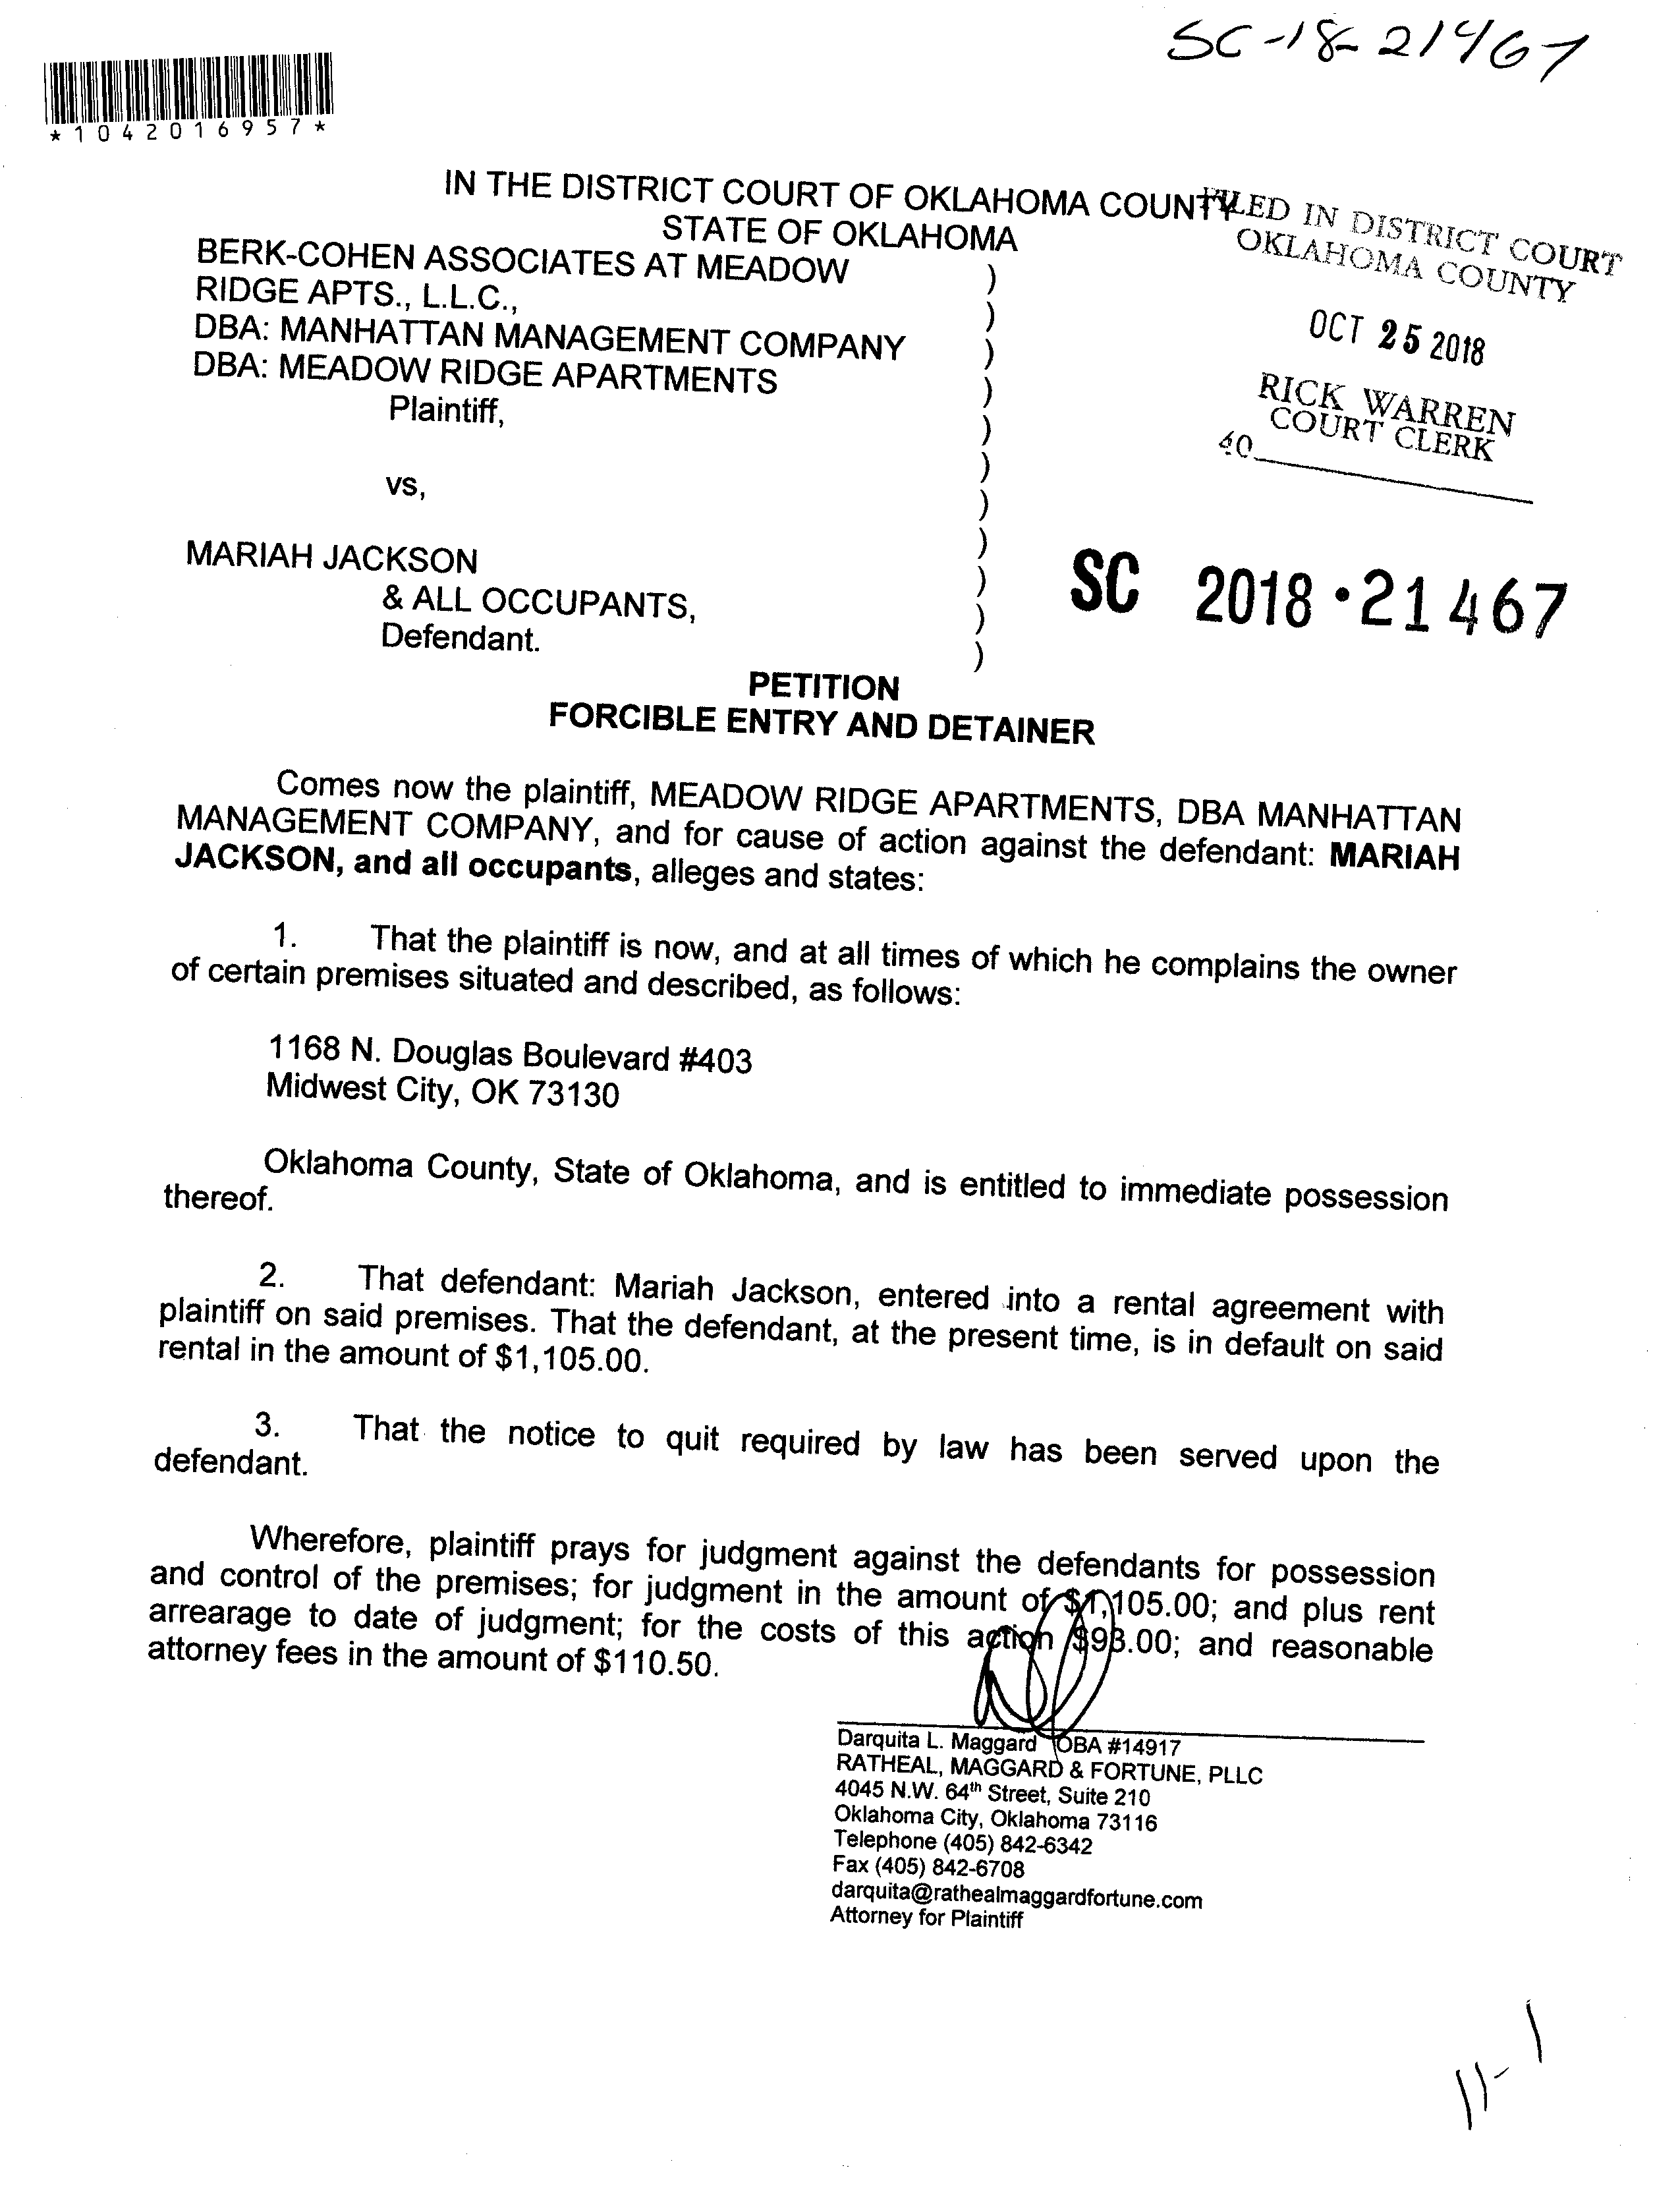 SC-18-21467
*1042016957*
IN THE DISTRICT COURT OF OKLAHOMA COUNTY
STATE OF OKLAHOMA
FILED IN DISTRICT COURT
OKLAHOMA COUNTY
OCT 25 2018
RICK WARREN
COURT CLERK
40
BERK-COHEN ASSOCIATES AT MEADOW )
RIDGE APTS., L.L.C., )
DBA: MANHATTAN MANAGEMENT COMPANY )
DBA: MEADOW RIDGE APARTMENTS )
Plaintiff, )
)
vs, )
)
MARIAH JACKSON )
& ALL OCCUPANTS, )
Defendant. )
SC 2018·21467
PETITION
FORCIBLE ENTRY AND DETAINER
Comes now the plaintiff, MEADOW RIDGE APARTMENTS, DBA MANHATTAN
MANAGEMENT COMPANY, and for cause of action against the defendant: MARIAH
JACKSON, and all occupants, alleges and states:
1. That the plaintiff is now, and at all times of which he complains the owner
of certain premises situated and described, as follows:
1168 N. Douglas Boulevard #403
Midwest City, OK 73130
Oklahoma County, State of Oklahoma, and is entitled to immediate possession
thereof.
2. That defendant: Mariah Jackson, entered into a rental agreement with
plaintiff on said premises. That the defendant, at the present time, is in default on said
rental in the amount of $1,105.00.
3. That the notice to quit required by law has been served upon the
defendant.
Wherefore, plaintiff prays for judgment against the defendants for possession
and control of the premises; for judgment in the amount of $1,105.00; and plus rent
arrearage to date of judgment; for the costs of this action $93.00; and reasonable
attorney fees in the amount of $110.50.
Darquita L. Maggard OBA #14917
RATHEAL, MAGGARD & FORTUNE, PLLC
4045 N.W. 64th Street, Suite 210
Oklahoma City, Oklahoma 73116
Telephone (405) 842-6342
Fax (405) 842-6708
darquita@rathealmaggardfortune.com
Attorney for Plaintiff
11-1